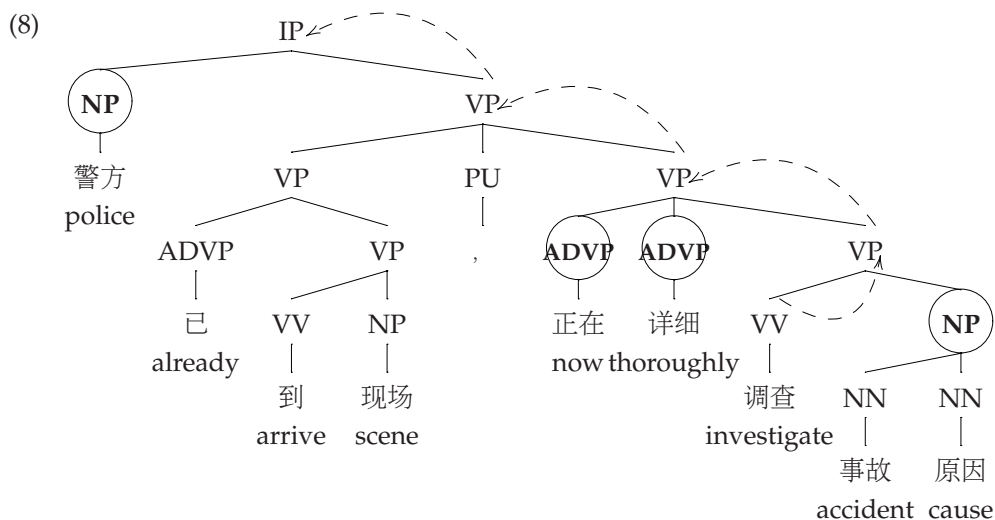 (8)
IP
NP VP
警方 VP PU VP
police
ADVP VP , ADVP ADVP VP
已 VV NP 正在 详细 VV NP
already now thoroughly
到 现场 调查 NN NN
arrive scene investigate
事故 原因
accident cause